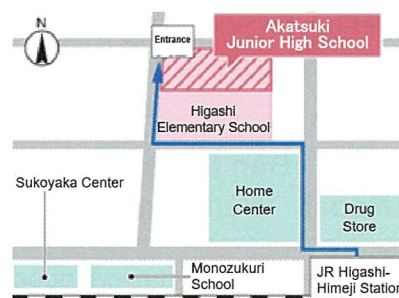 N
Entrance
Akatsuki
Junior High School
Higashi
Elementary School
Sukoyaka Center
Home
Center
Drug
Store
Monozukuri
School
JR Higashi-
Himeji Station